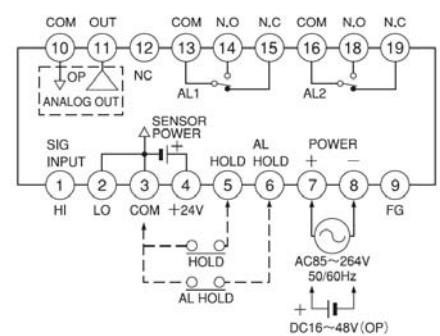 COM OUT COM N.O N.C COM N.O N.C
10 11 12 13 14 15 16 18 19
OP NC
ANALOG OUT AL1 AL2
SENSOR
POWER
SIG
INPUT
+ HOLD
AL
HOLD
POWER
+ −
1 2 3 4 5 6 7 8 9
HI LO COM +24V FG
HOLD
AL HOLD
AC85~264V
50/60Hz
+
DC16~48V(OP)